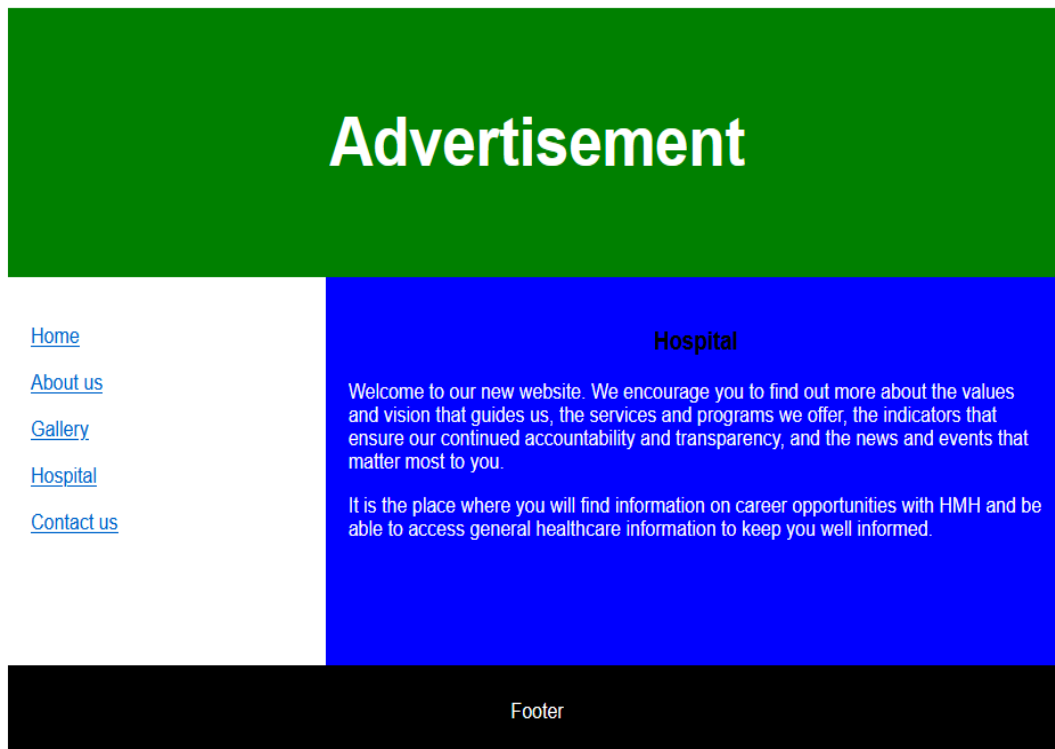 Advertisement
Home
About us
Gallery
Hospital
Contact us
Hospital
Welcome to our new website. We encourage you to find out more about the values
and vision that guides us, the services and programs we offer, the indicators that
ensure our continued accountability and transparency, and the news and events that
matter most to you.
It is the place where you will find information on career opportunities with HMH and be
able to access general healthcare information to keep you well informed.
Footer